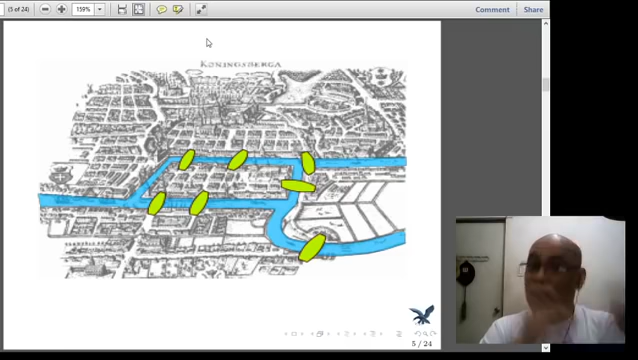 (5 of 24)
159%
Comment
Share
KONINGSBERGA
5 / 24